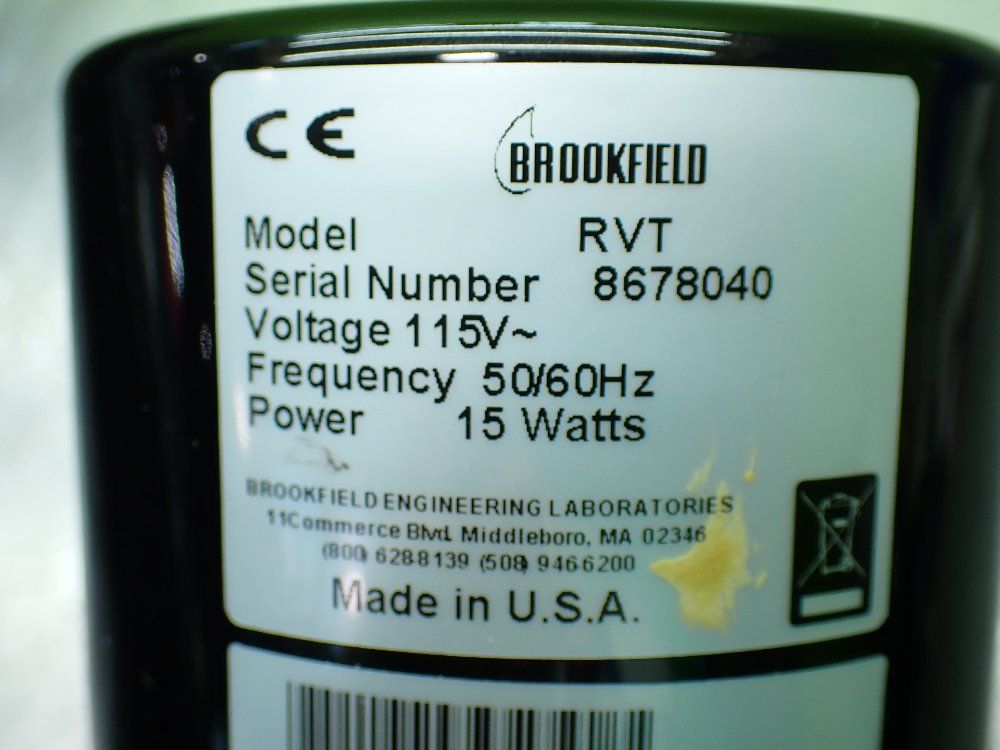 CE
BROOKFIELD
Model RVT
Serial Number 8678040
Voltage 115V~
Frequency 50/60Hz
Power 15 Watts
BROOKFIELD ENGINEERING LABORATORIES
11Commerce Blvd. Middleboro, MA 02346
(800) 628-8139 (508) 946-6200
Made in U.S.A.